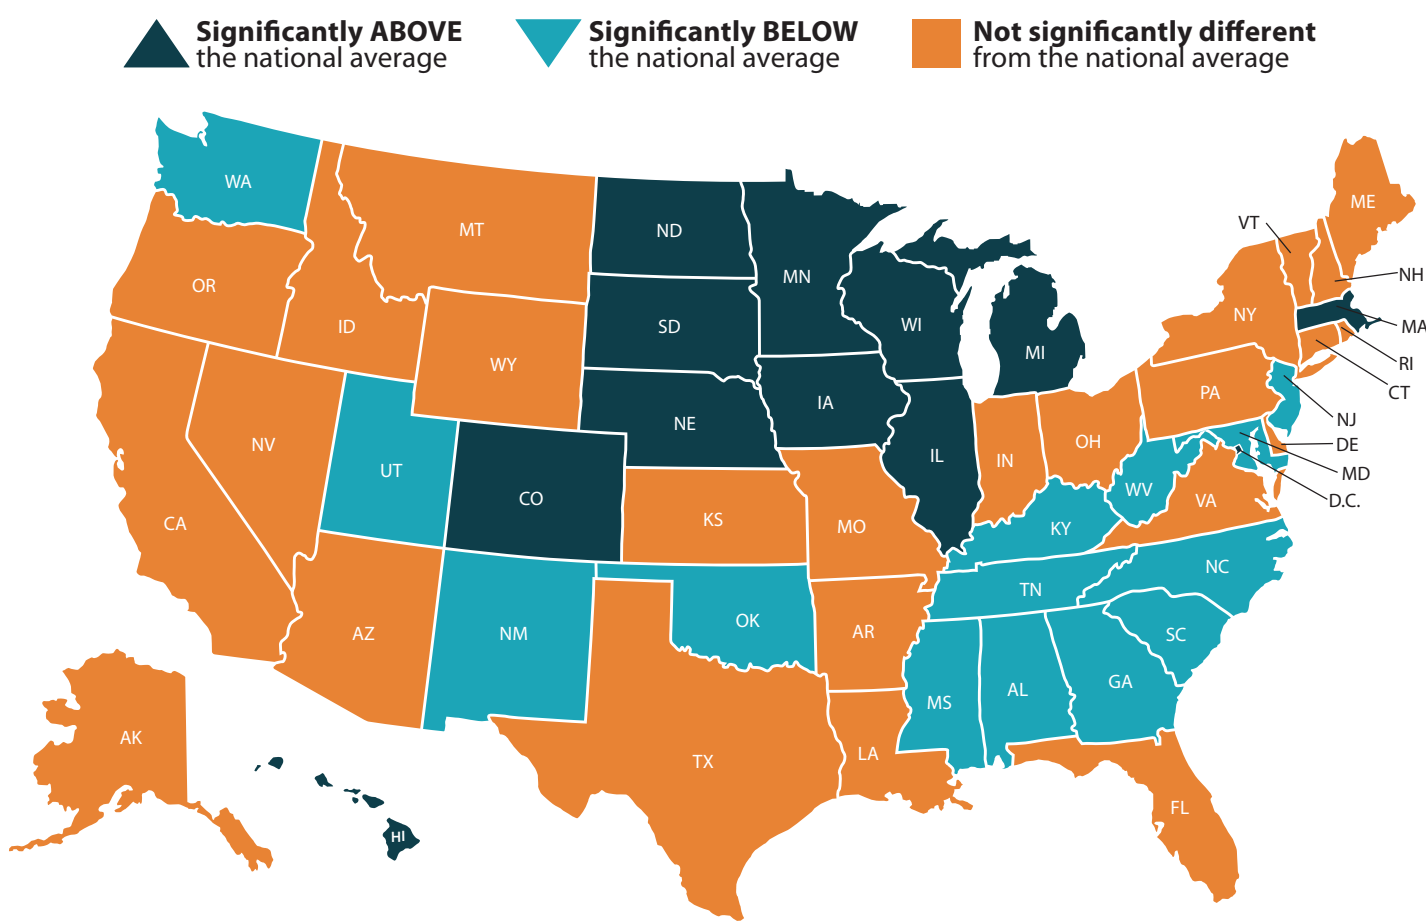 Significantly ABOVE
the national average
Significantly BELOW
the national average
Not significantly different
from the national average
WA
MT
ND
MN
VT
ME
OR
ID
SD
WI
MI
NY
NH
MA
RI
CT
WY
NE
IA
PA
NJ
NV
UT
CO
IL
IN
OH
DE
MD
D.C.
CA
KS
MO
WV
VA
KY
NC
TN
AZ
NM
OK
AR
SC
MS
AL
GA
AK
TX
LA
FL
HI